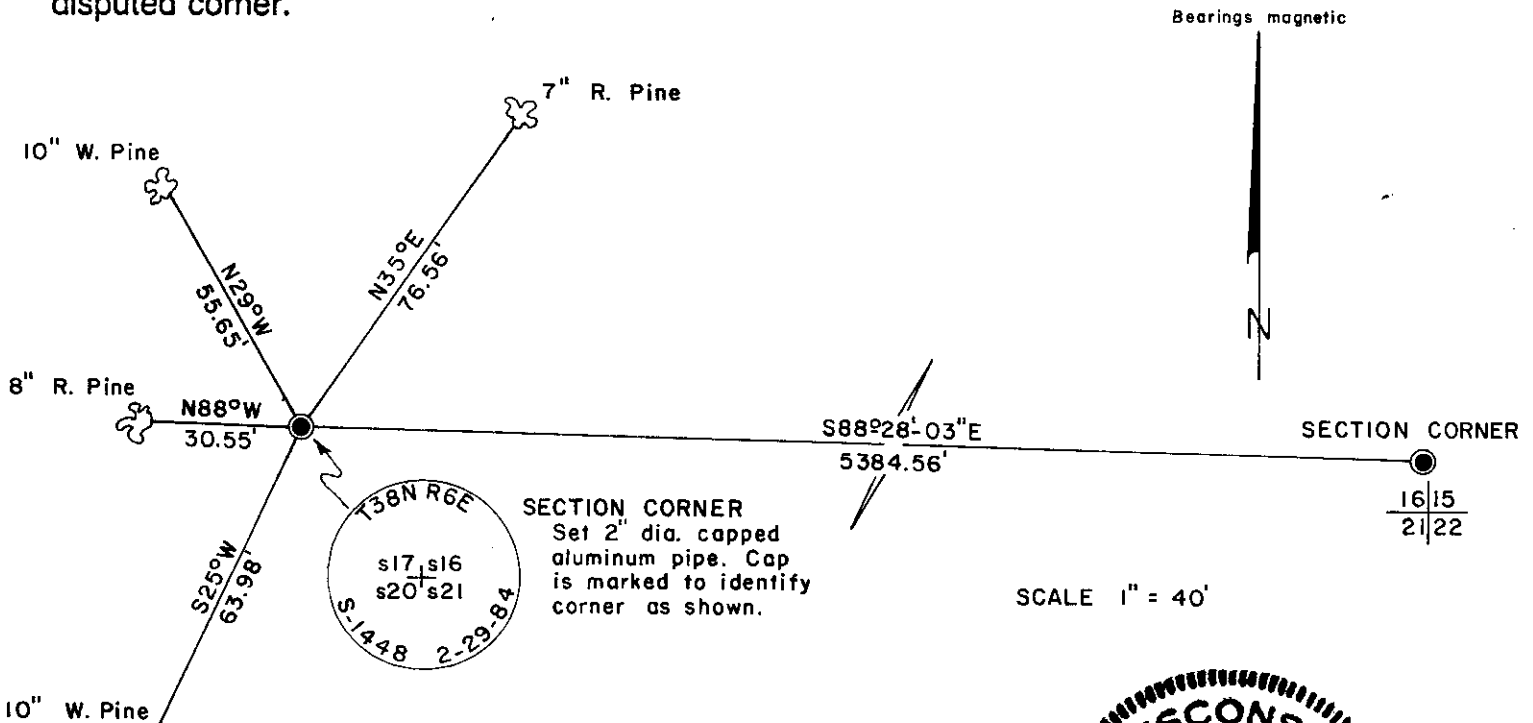 disputed corner.
Bearings magnetic
7" R. Pine
10" W. Pine
N35°E
76.56'
N29°W
55.65'
N
8" R. Pine
N88°W
30.55'
S88°28'-03"E
5384.56'
SECTION CORNER
16 15
21 22
T38N R6E
s17 s16
s20 s21
S-1448 2-29-84
SECTION CORNER
Set 2" dia. capped
aluminum pipe. Cap
is marked to identify
corner as shown.
SCALE 1" = 40'
S25°W
63.98'
10" W. Pine